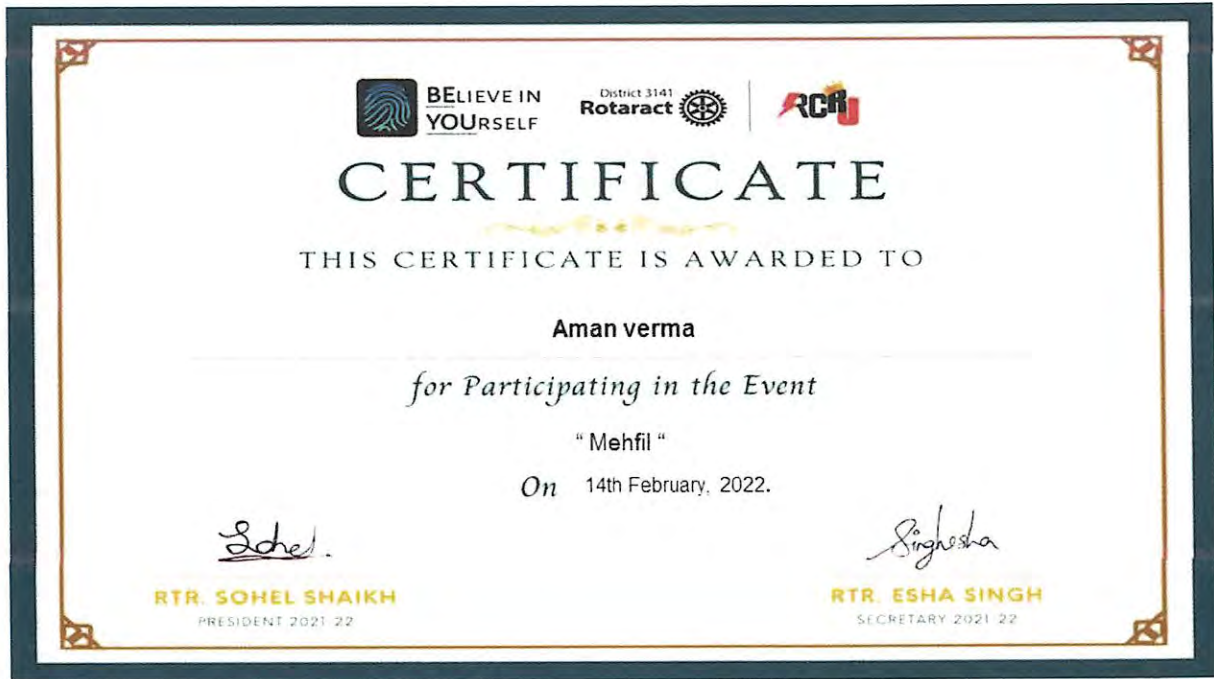 BELIEVE IN
YOURSELF
District 3141
Rotaract
RCRJ
CERTIFICATE
THIS CERTIFICATE IS AWARDED TO
Aman verma
for Participating in the Event
“ Mehfil “
On 14th February, 2022.
Sohel.
Singhesha
RTR. SOHEL SHAIKH
RTR. ESHA SINGH
PRESIDENT 2021-22
SECRETARY 2021-22